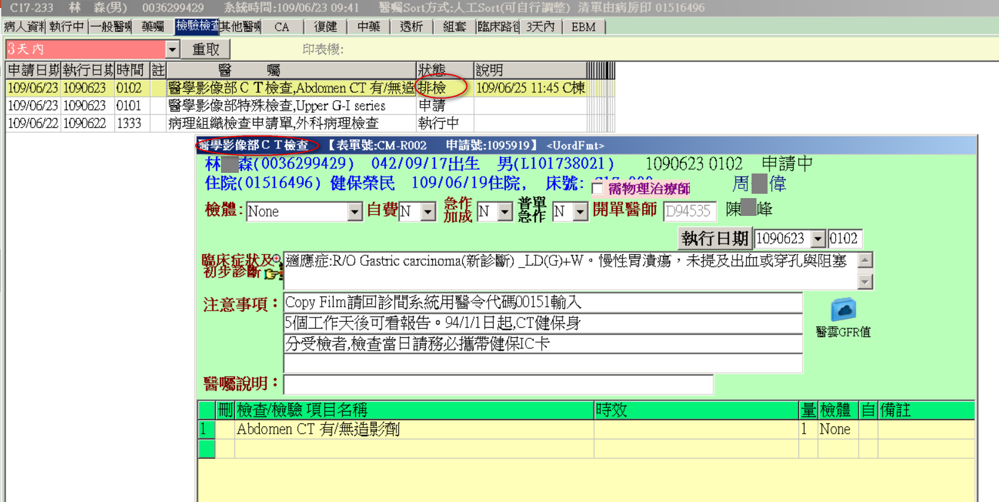 C17-233 林 森(男) 0036299429 系統時間:109/06/23 09:41 醫囑Sort方式:人工Sort(可自行調整) 清單由病房印 01516496
病人資料 執行中 一般醫囑 藥囑 檢驗檢查 其他醫囑 CA 復健 中藥 透析 組套 臨床路徑 3天內 EBM
3天內 重取 印表機:
申請日期 執行日期 時間 註 醫 囑 狀態 說明
109/06/23 1090623 0102 醫學影像部ＣＴ檢查,Abdomen CT 有/無造 排檢 109/06/25 11:45 C棟
109/06/23 1090623 0101 醫學影像部特殊檢查,Upper G-I series 申請
109/06/22 1090622 1333 病理組織檢查申請單,外科病理檢查 執行中
醫學影像部ＣＴ檢查 【表單號:CM-R002 申請號:1095919】 <UordFmt>
林 森(0036299429) 042/09/17出生 男(L101738021) 1090623 0102 申請中
住院(01516496) 健保榮民 109/06/19住院, 床號: 需物理治療師 周 偉
檢體: None 自費 N 急作加成 N 普單急作 N 開單醫師 D94535 陳 峰
執行日期 1090623 0102
臨床症狀及
初步診斷
適應症:R/O Gastric carcinoma(新診斷) _LD(G)+W。慢性胃潰瘍，未提及出血或穿孔與阻塞
注意事項： Copy Film請回診間系統用醫令代碼00151輸入
5個工作天後可看報告。94/1/1日起,CT健保身
分受檢者,檢查當日請務必攜帶健保IC卡
醫雲GFR值
醫囑說明：
刪 檢查/檢驗 項目名稱 時效 量 檢體 自 備註
1 Abdomen CT 有/無造影劑 1 None